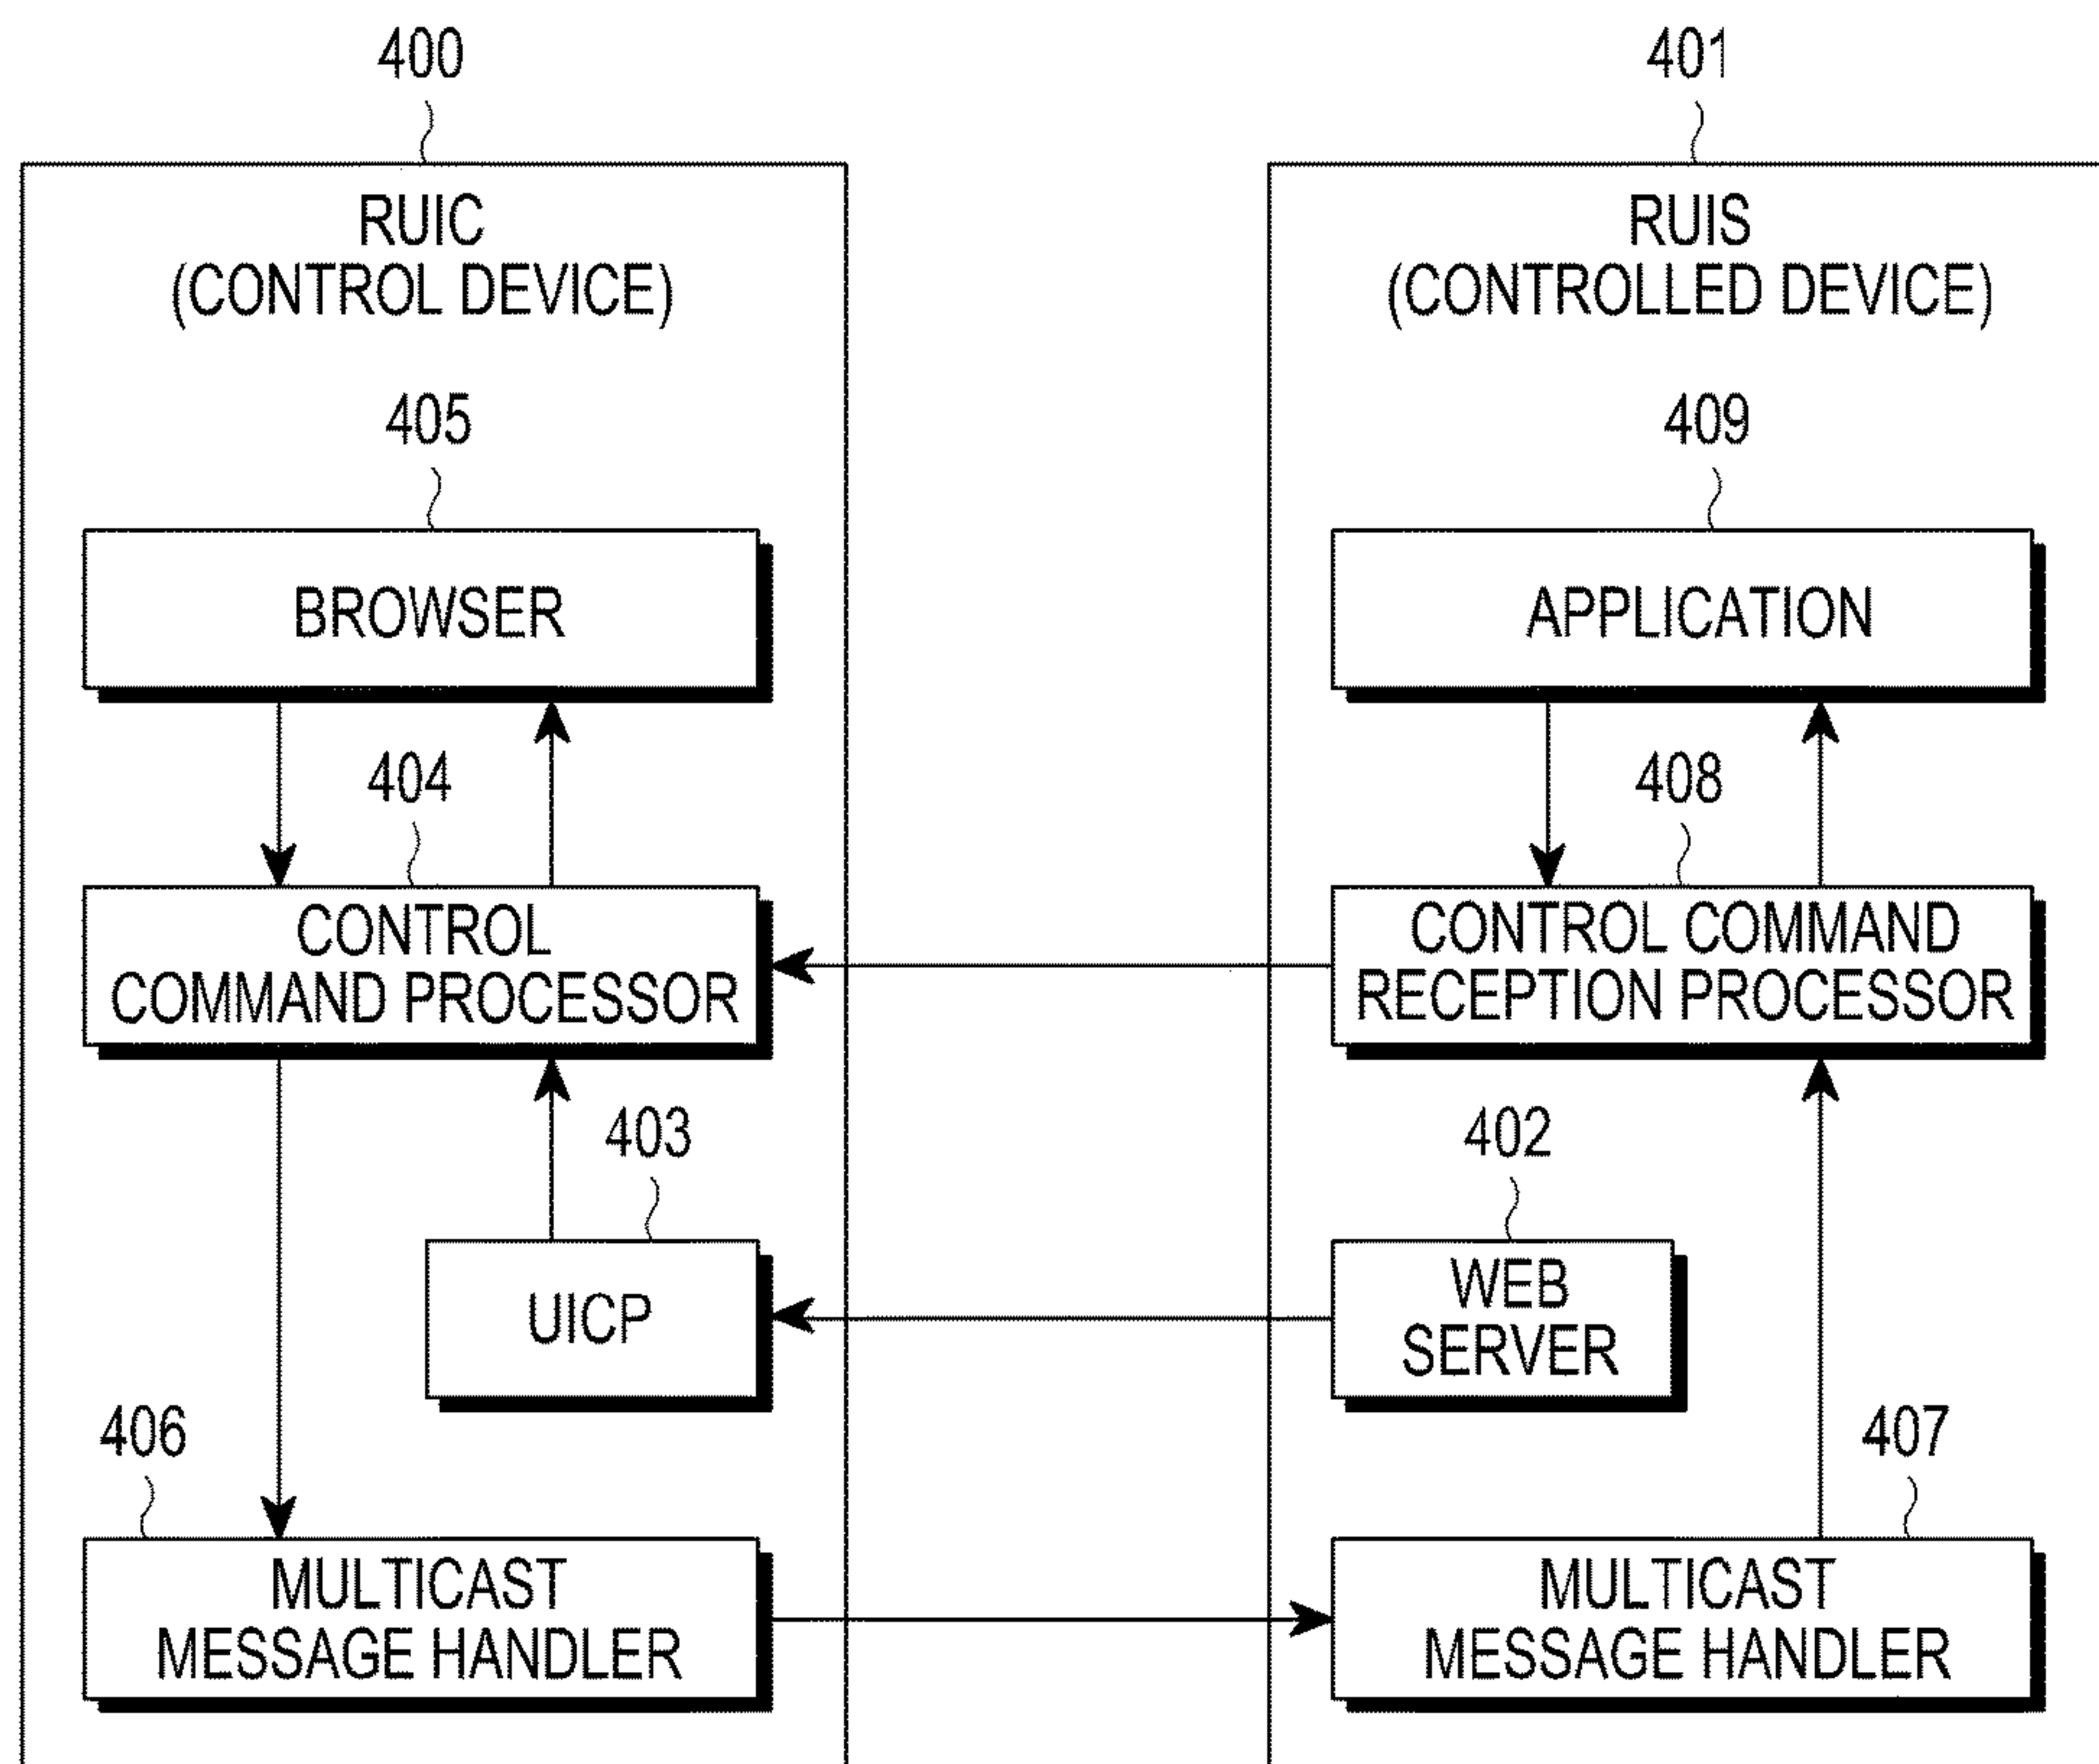 400
RUIC
(CONTROL DEVICE)
405
BROWSER
404
CONTROL
COMMAND PROCESSOR
403
UICP
406
MULTICAST
MESSAGE HANDLER
401
RUIS
(CONTROLLED DEVICE)
409
APPLICATION
408
CONTROL COMMAND
RECEPTION PROCESSOR
402
WEB
SERVER
407
MULTICAST
MESSAGE HANDLER